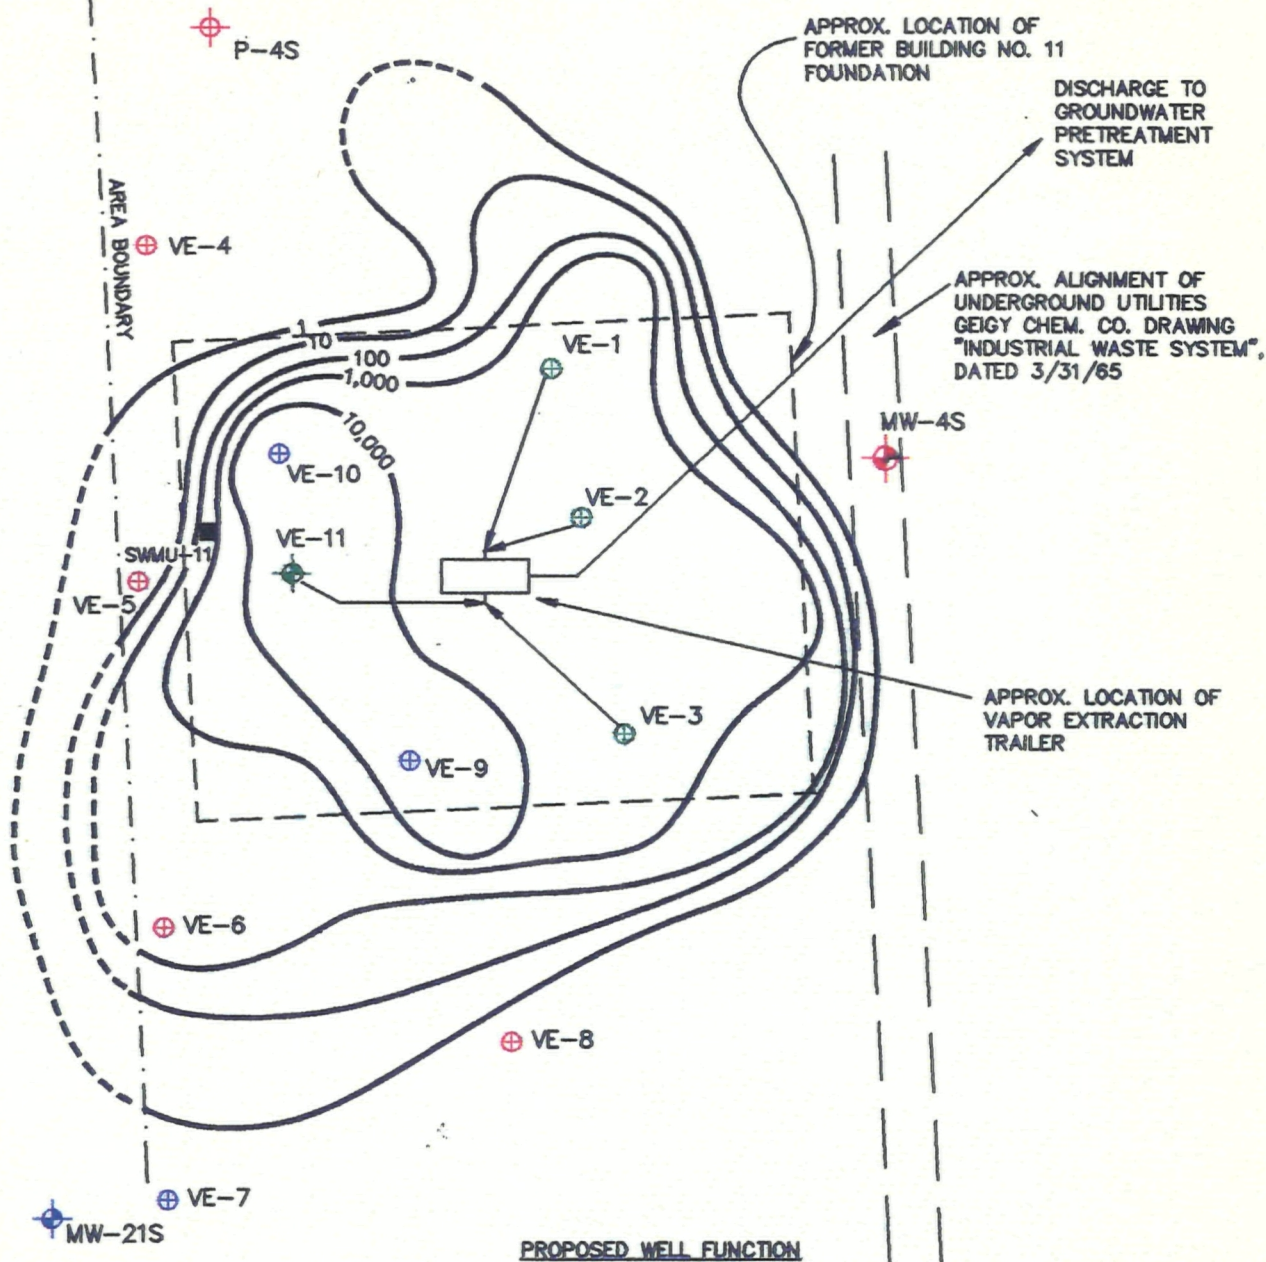 P-4S
APPROX. LOCATION OF
FORMER BUILDING NO. 11
FOUNDATION
DISCHARGE TO
GROUNDWATER
PRETREATMENT
SYSTEM
AREA BOUNDARY
VE-4
APPROX. ALIGNMENT OF
UNDERGROUND UTILITIES
GEIGY CHEM. CO. DRAWING
"INDUSTRIAL WASTE SYSTEM",
DATED 3/31/65
1
10
100
1,000
10,000
VE-1
MW-4S
VE-10
VE-2
VE-11
SWMU-11
VE-5
VE-3
APPROX. LOCATION OF
VAPOR EXTRACTION
TRAILER
VE-9
VE-6
VE-8
VE-7
MW-21S
PROPOSED WELL FUNCTION